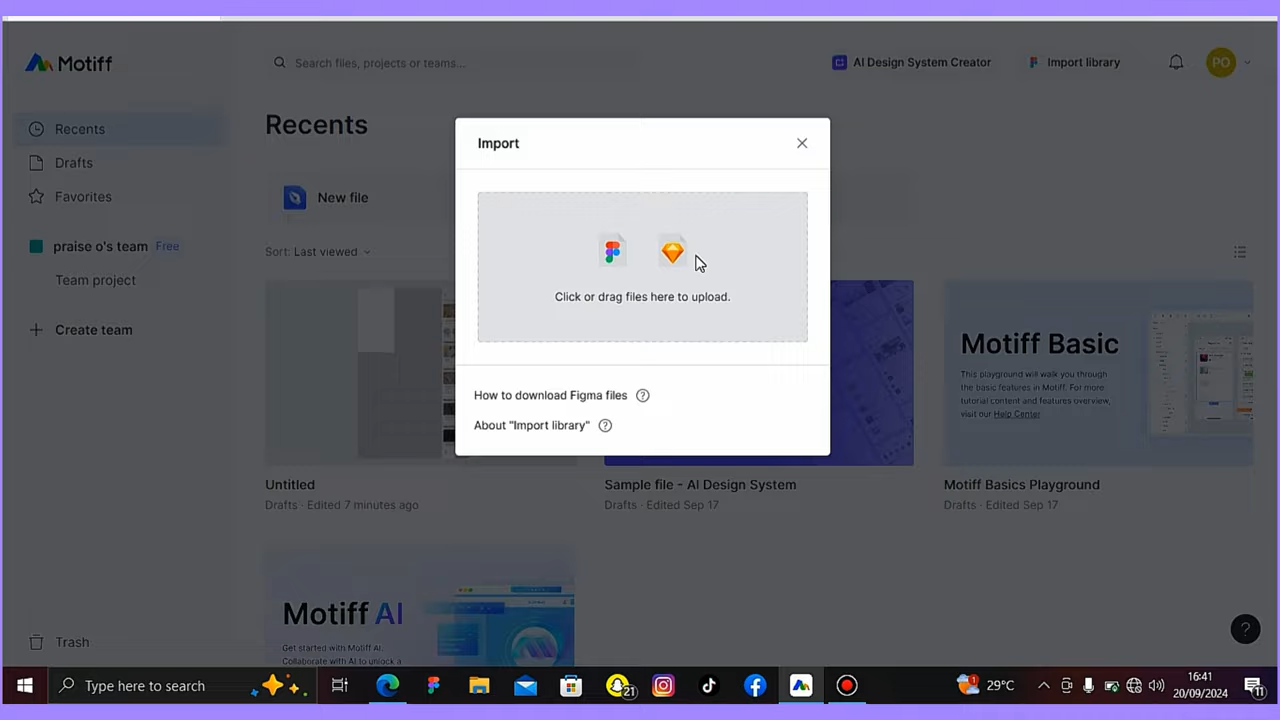 Motiff
Search files, projects or teams...
AI Design System Creator
Import library
PO
Recents
Drafts
Favorites
praise o's team Free
Team project
Create team
Trash
Recents
New file
Sort: Last viewed
Import
Click or drag files here to upload.
How to download Figma files ?
About "Import library" ?
Untitled
Drafts · Edited 7 minutes ago
Sample file - AI Design System
Drafts · Edited Sep 17
Motiff Basic
This playground will walk you through
the basic features in Motiff. For more
tutorial content and features overview,
visit our Help Center.
Motiff Basics Playground
Drafts · Edited Sep 17
Motiff AI
Get started with Motiff AI.
Collaborate with AI to unlock a
?
Type here to search
21
1
29°C
16:41
20/09/2024
11